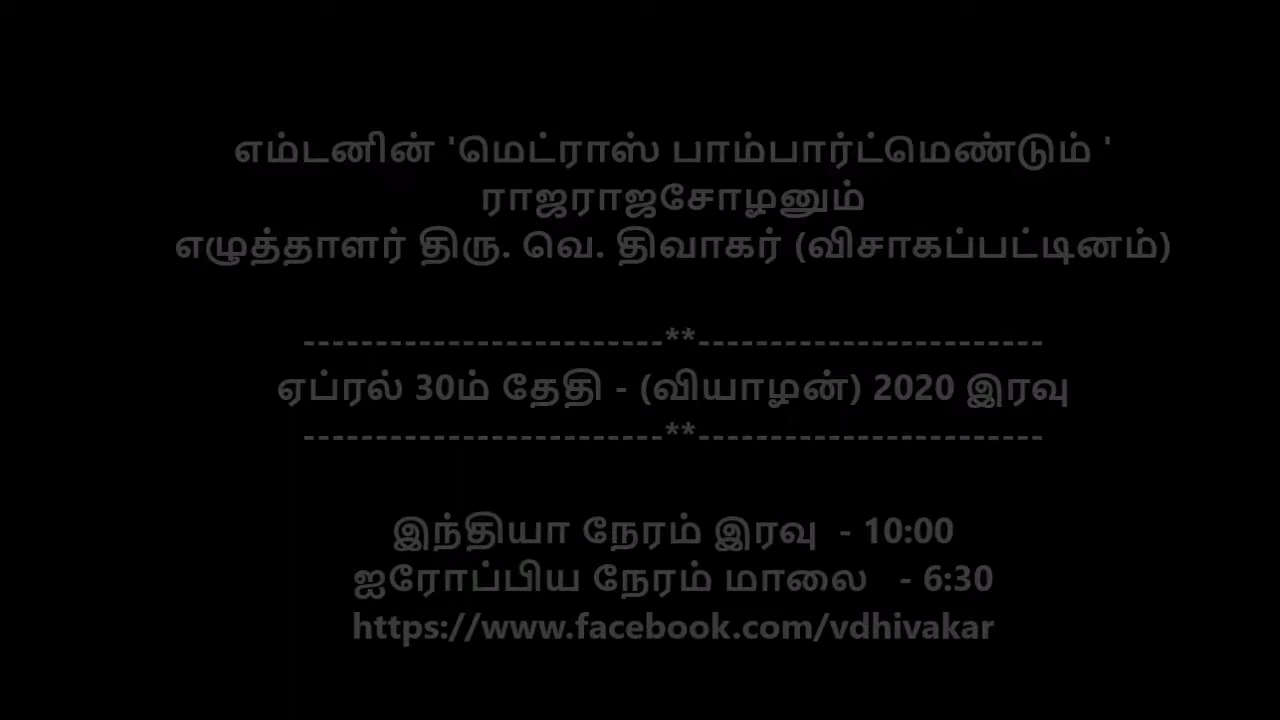 எம்டனின் 'மெட்ராஸ் பாம்பார்ட்மெண்டும் '
ராஜராஜசோழனும்
எழுத்தாளர் திரு. வெ. திவாகர் (விசாகப்பட்டினம்)
-------------------------**------------------------
ஏப்ரல் 30ம் தேதி - (வியாழன்) 2020 இரவு
-------------------------**------------------------
இந்தியா நேரம் இரவு  - 10:00
ஐரோப்பிய நேரம் மாலை   - 6:30
https://www.facebook.com/vdhivakar